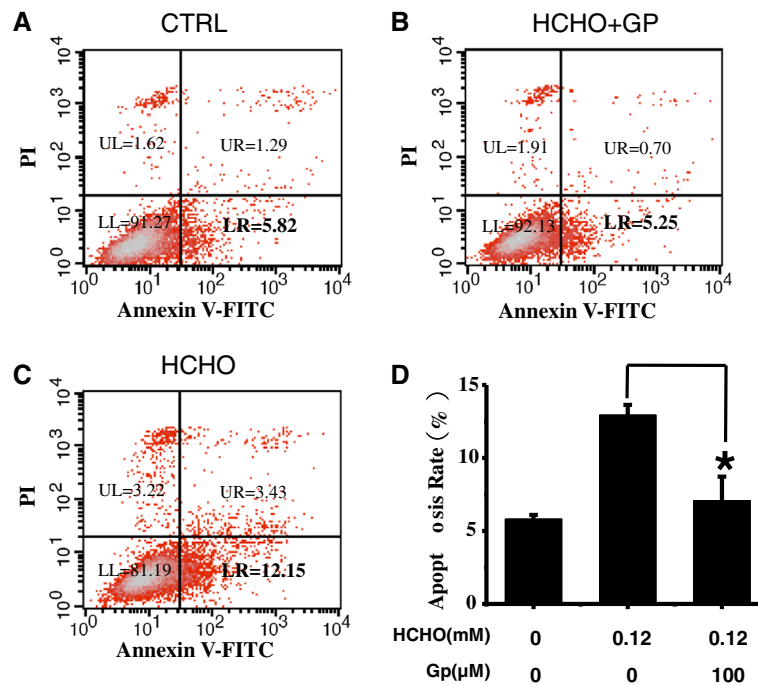 A
CTRL
10⁴
10³
10²
10¹
10⁰
PI
UL=1.62
UR=1.29
LL=91.27
LR=5.82
10⁰ 10¹ 10² 10³ 10⁴
Annexin V-FITC
B
HCHO+GP
10⁴
10³
10²
10¹
10⁰
PI
UL=1.91
UR=0.70
LL=92.13
LR=5.25
10⁰ 10¹ 10² 10³ 10⁴
Annexin V-FITC
C
HCHO
10⁴
10³
10²
10¹
10⁰
PI
UL=3.22
UR=3.43
LL=81.19
LR=12.15
10⁰ 10¹ 10² 10³ 10⁴
Annexin V-FITC
D
15
10
5
0
Apopt osis Rate (%)
*
HCHO(mM) 0 0.12 0.12
Gp(μM) 0 0 100